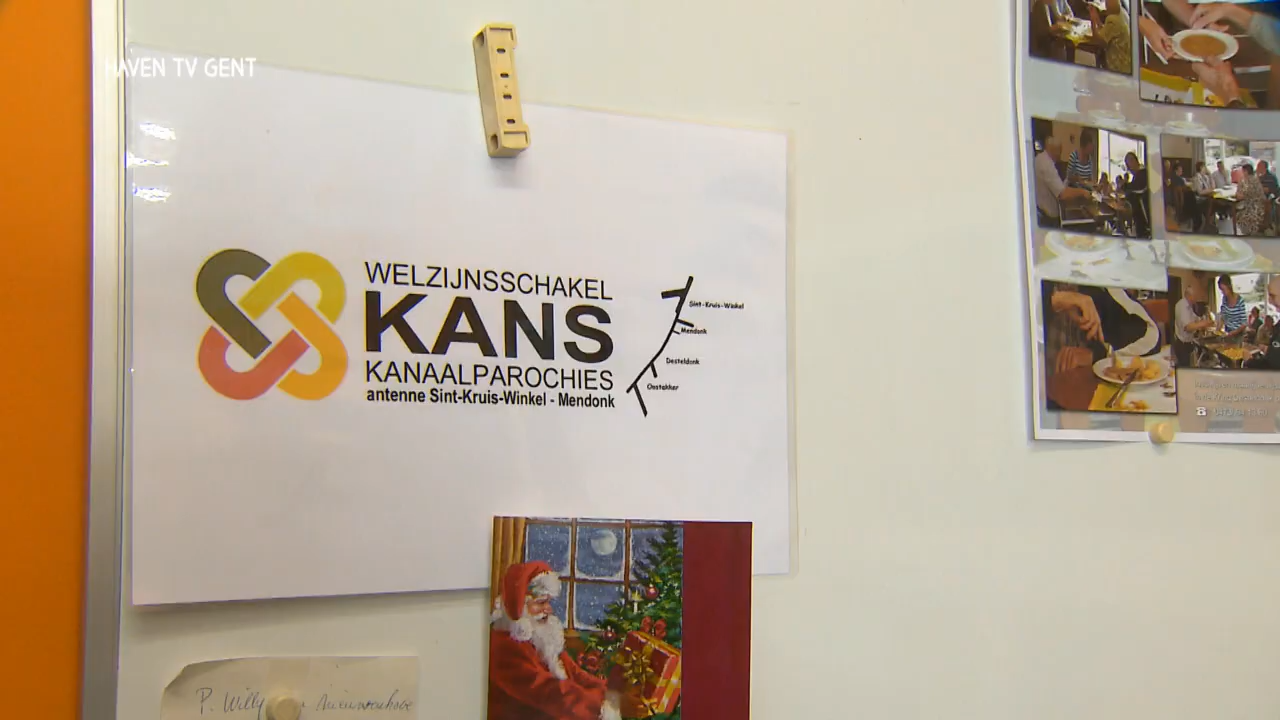 HAVEN TV GENT
WELZIJNSSCHAKEL
KANS
KANAALPAROCHIES
antenne Sint-Kruis-Winkel - Mendonk
Sint-Kruis-Winkel
Mendonk
Desteldonk
Oostakker
P. Willy